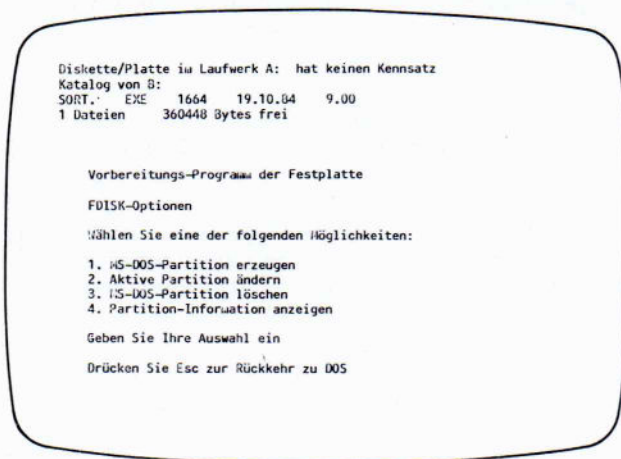 Diskette/Platte im Laufwerk A: hat keinen Kennsatz
Katalog von B:
SORT. EXE 1664 19.10.84 9.00
1 Dateien 360448 Bytes frei
Vorbereitungs-Programm der Festplatte
FDISK-Optionen
Wählen Sie eine der folgenden Möglichkeiten:
1. MS-DOS-Partition erzeugen
2. Aktive Partition ändern
3. MS-DOS-Partition löschen
4. Partition-Information anzeigen
Geben Sie Ihre Auswahl ein
Drücken Sie Esc zur Rückkehr zu DOS